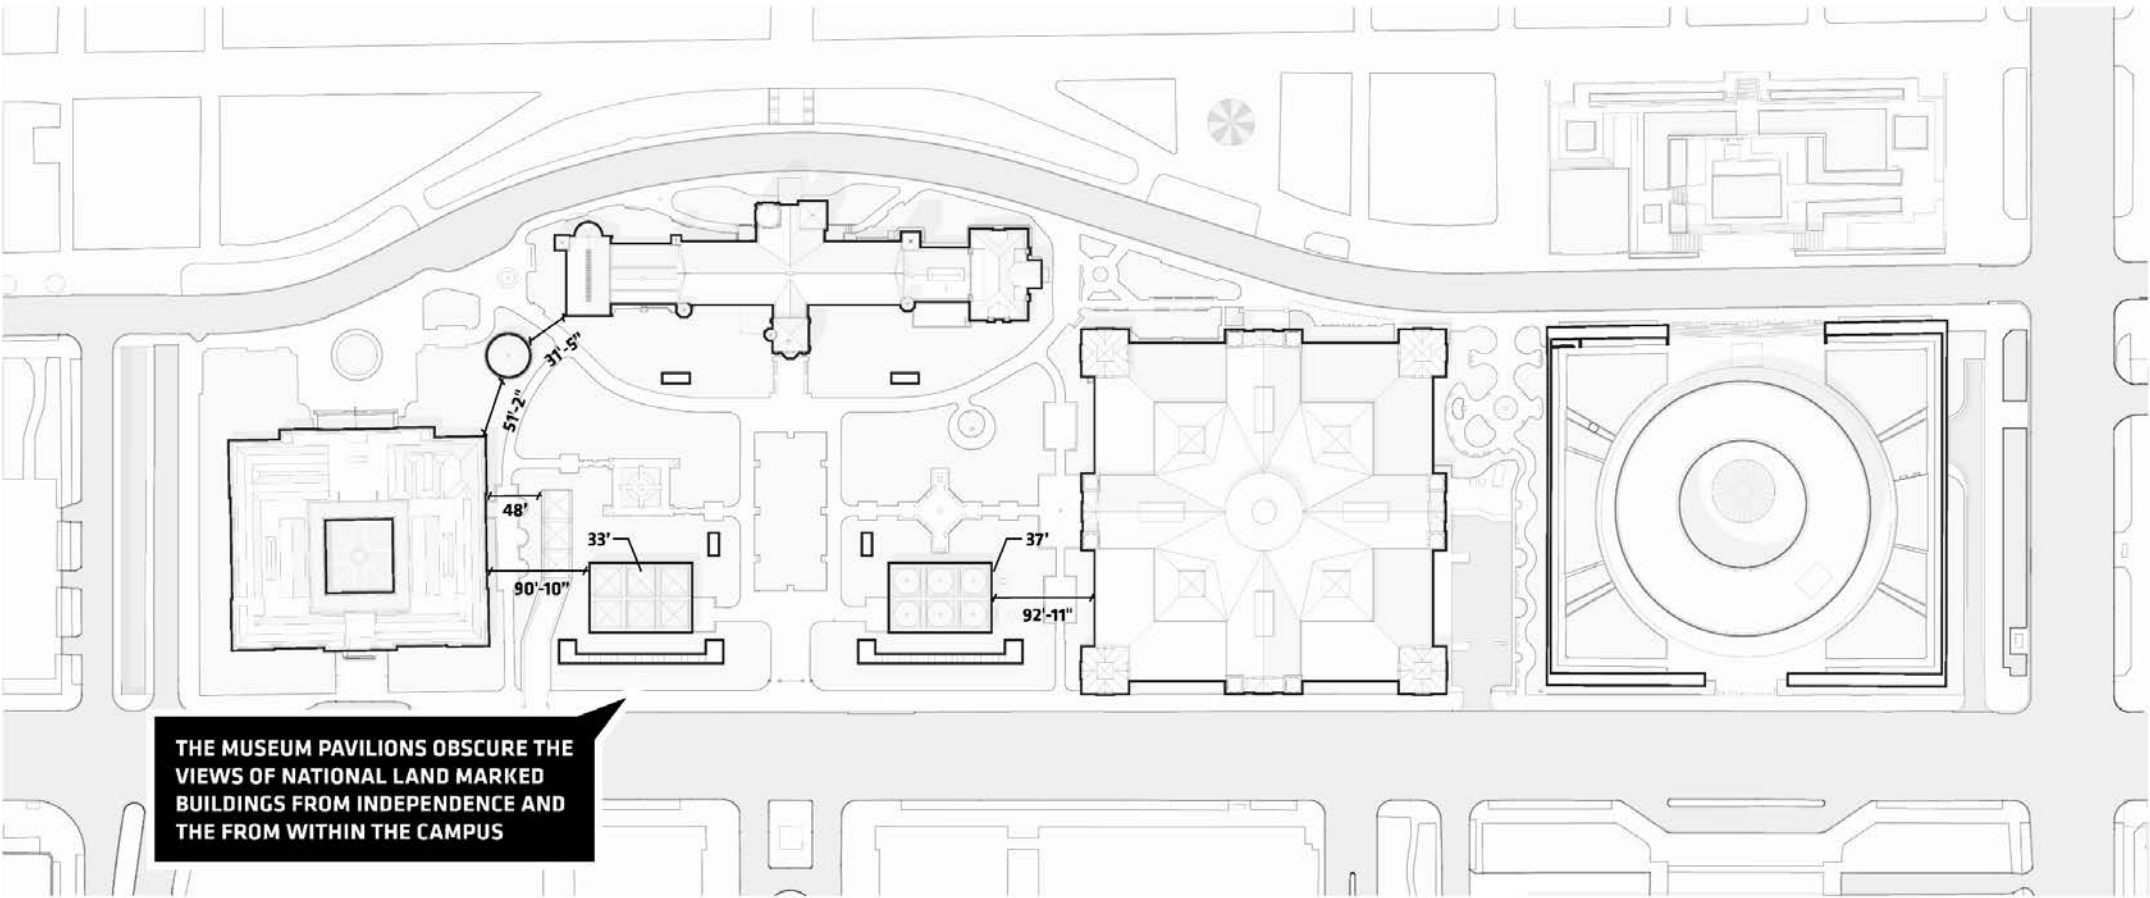 31'-5"
51'-2"
48'
33'
37'
90'-10"
92'-11"
THE MUSEUM PAVILIONS OBSCURE THE
VIEWS OF NATIONAL LAND MARKED
BUILDINGS FROM INDEPENDENCE AND
THE FROM WITHIN THE CAMPUS